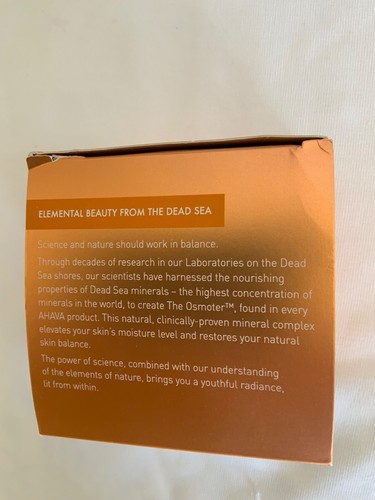 ELEMENTAL BEAUTY FROM THE DEAD SEA
Science and nature should work in balance.
Through decades of research in our Laboratories on the Dead
Sea shores, our scientists have harnessed the nourishing
properties of Dead Sea minerals – the highest concentration of
minerals in the world, to create The Osmoter™, found in every
AHAVA product. This natural, clinically-proven mineral complex
elevates your skin's moisture level and restores your natural
skin balance.
The power of science, combined with our understanding
of the elements of nature, brings you a youthful radiance,
lit from within.